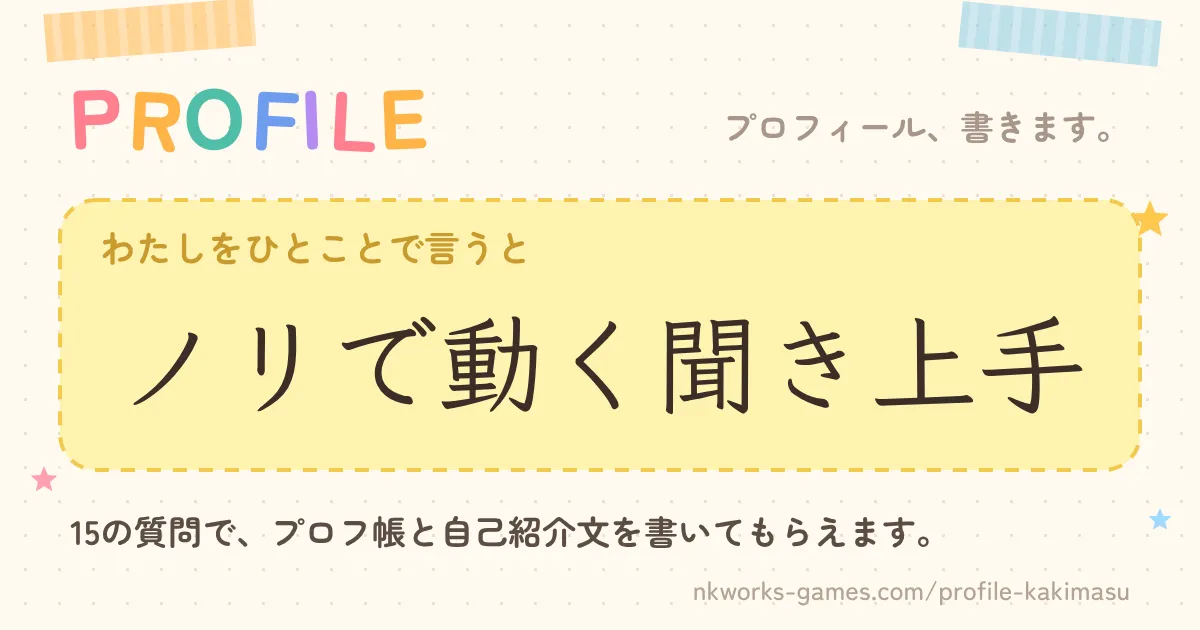 PROFILE
プロフィール、書きます。
わたしをひとことで言うと
ノリで動く聞き上手
15の質問で、プロフ帳と自己紹介文を書いてもらえます。
nkworks-games.com/profile-kakimasu